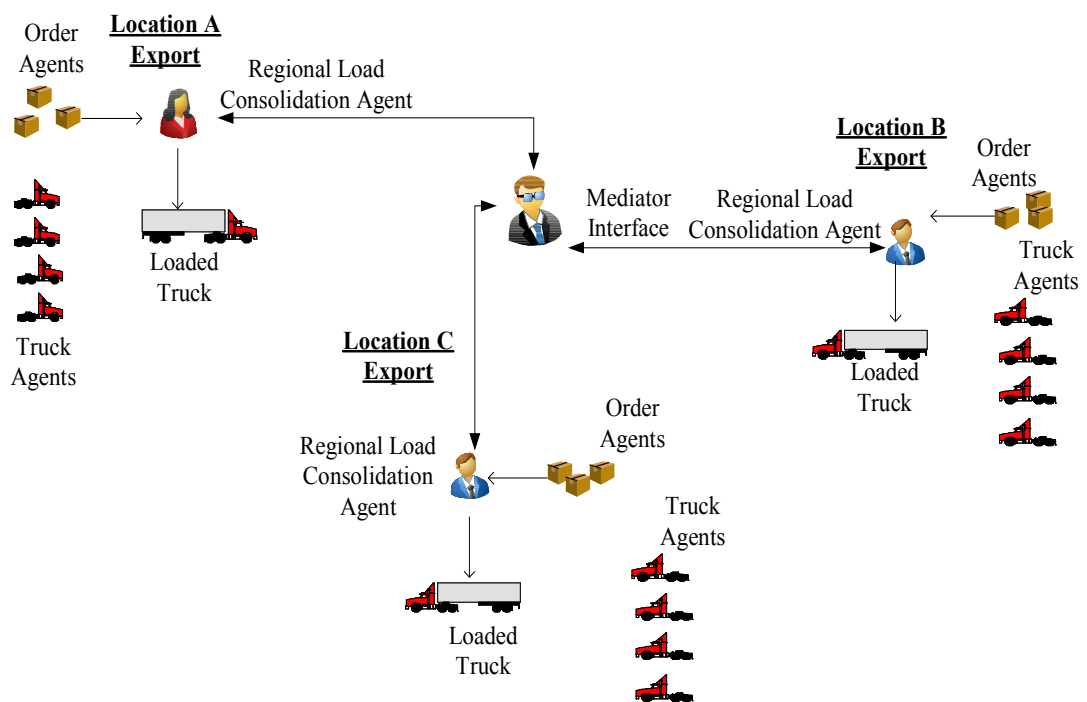 Order
Agents
Location A
Export
Regional Load
Consolidation Agent
Loaded
Truck
Truck
Agents
Mediator
Interface
Location B
Export
Regional Load
Consolidation Agent
Order
Agents
Truck
Agents
Loaded
Truck
Location C
Export
Regional Load
Consolidation
Agent
Order
Agents
Truck
Agents
Loaded
Truck